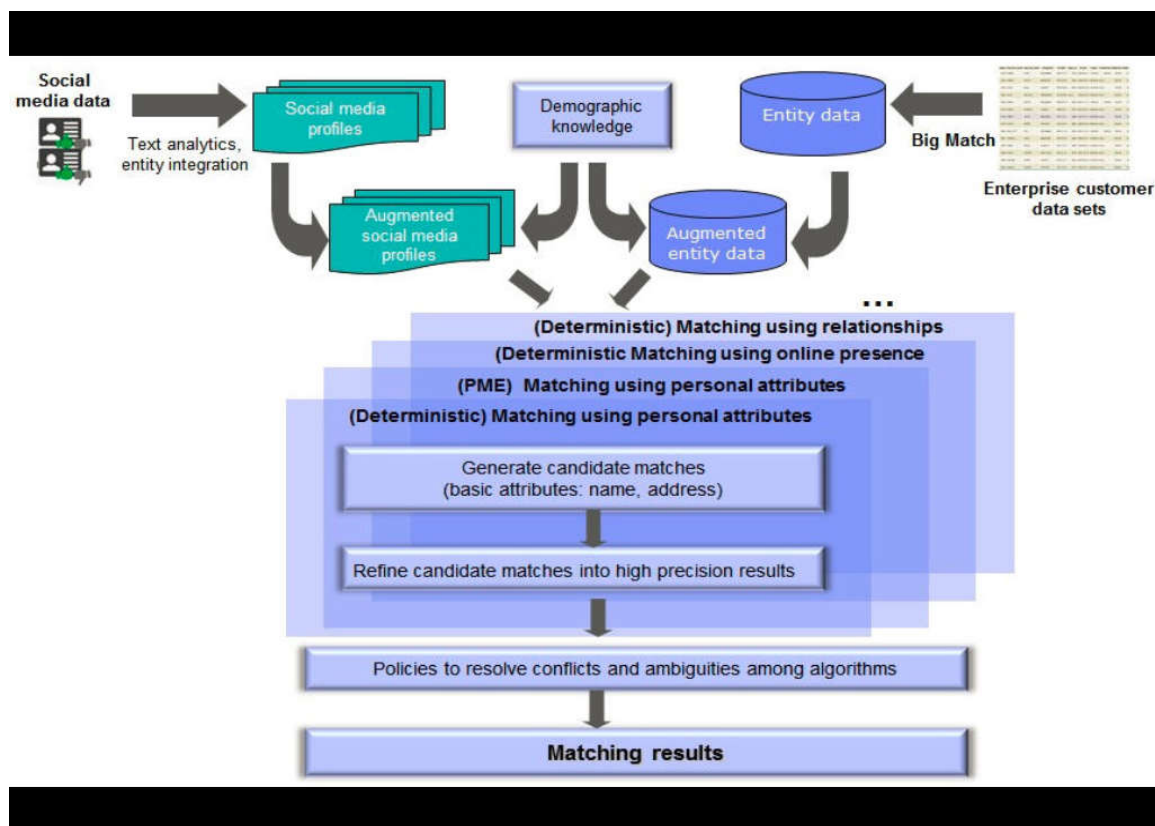 Social
media data
Text analytics,
entity integration
Social media
profiles
Demographic
knowledge
Entity data
Big Match
Enterprise customer
data sets
Augmented
social media
profiles
Augmented
entity data
...
(Deterministic) Matching using relationships
(Deterministic Matching using online presence
(PME) Matching using personal attributes
(Deterministic) Matching using personal attributes
Generate candidate matches
(basic attributes: name, address)
Refine candidate matches into high precision results
Policies to resolve conflicts and ambiguities among algorithms
Matching results